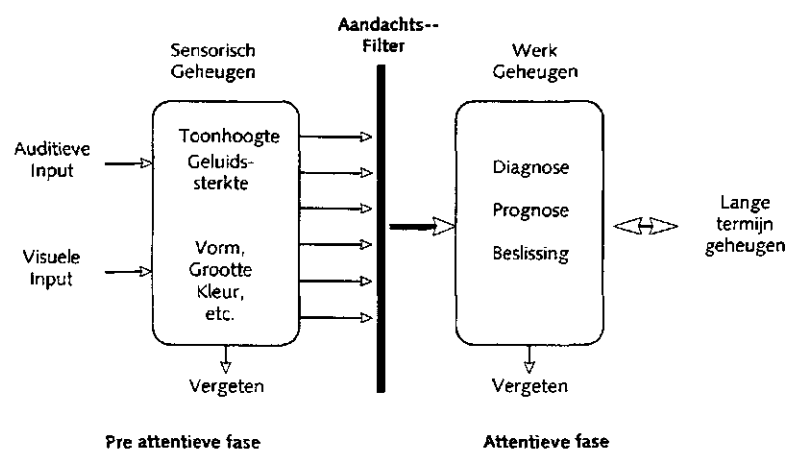 Aandachts--
Filter
Sensorisch
Geheugen
Werk
Geheugen
Auditieve
Input
Toonhoogte
Geluids-
sterkte
Visuele
Input
Vorm,
Grootte
Kleur,
etc.
Diagnose
Prognose
Beslissing
Lange
termijn
geheugen
Vergeten
Vergeten
Pre attentieve fase
Attentieve fase